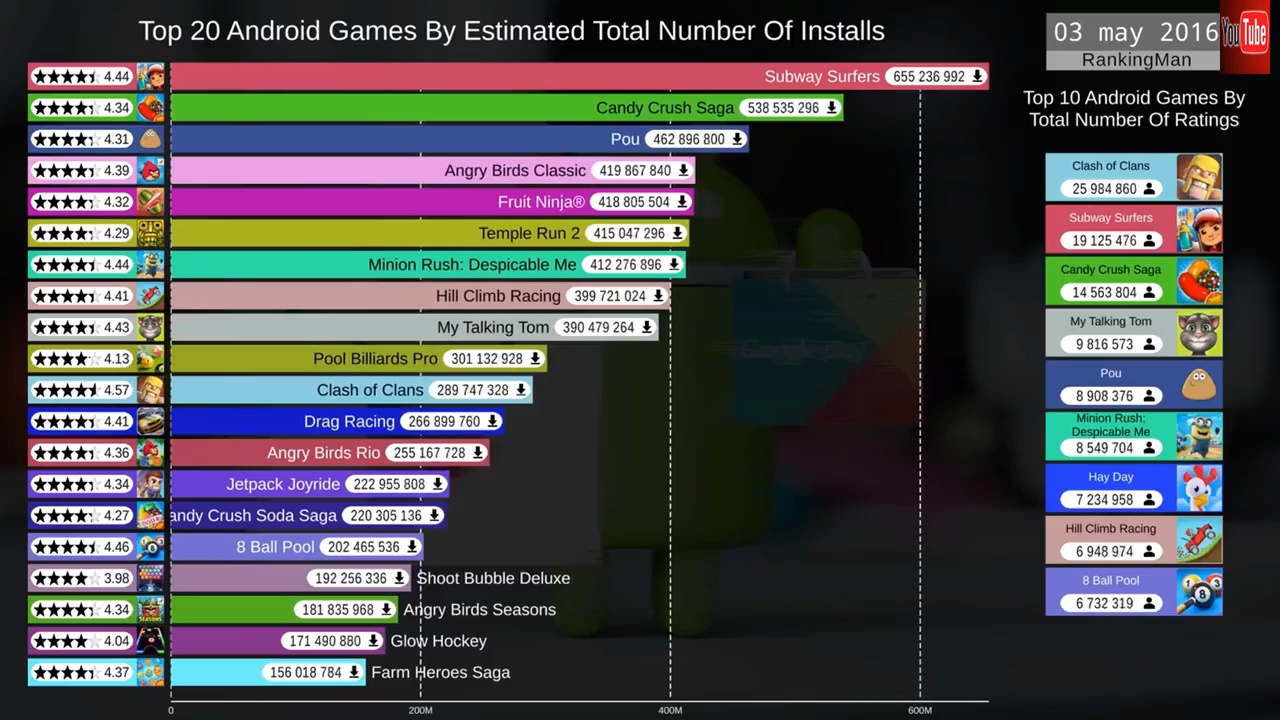 Top 20 Android Games By Estimated Total Number Of Installs
03 may 2016
RankingMan
You Tube
Top 10 Android Games By
Total Number Of Ratings
4.44 Subway Surfers 655 236 992
4.34 Candy Crush Saga 538 535 296
4.31 Pou 462 896 800
4.39 Angry Birds Classic 419 867 840
4.32 Fruit Ninja® 418 805 504
4.29 Temple Run 2 415 047 296
4.44 Minion Rush: Despicable Me 412 276 896
4.41 Hill Climb Racing 399 721 024
4.43 My Talking Tom 390 479 264
4.13 Pool Billiards Pro 301 132 928
4.57 Clash of Clans 289 747 328
4.41 Drag Racing 266 899 760
4.36 Angry Birds Rio 255 167 728
4.34 Jetpack Joyride 222 955 808
4.27 andy Crush Soda Saga 220 305 136
4.46 8 Ball Pool 202 465 536
3.98 192 256 336 Shoot Bubble Deluxe
4.34 181 835 968 Angry Birds Seasons
4.04 171 490 880 Glow Hockey
4.37 156 018 784 Farm Heroes Saga
0 200M 400M 600M
Clash of Clans
25 984 860
Subway Surfers
19 125 476
Candy Crush Saga
14 563 804
My Talking Tom
9 816 573
Pou
8 908 376
Minion Rush:
Despicable Me
8 549 704
Hay Day
7 234 958
Hill Climb Racing
6 948 974
8 Ball Pool
6 732 319